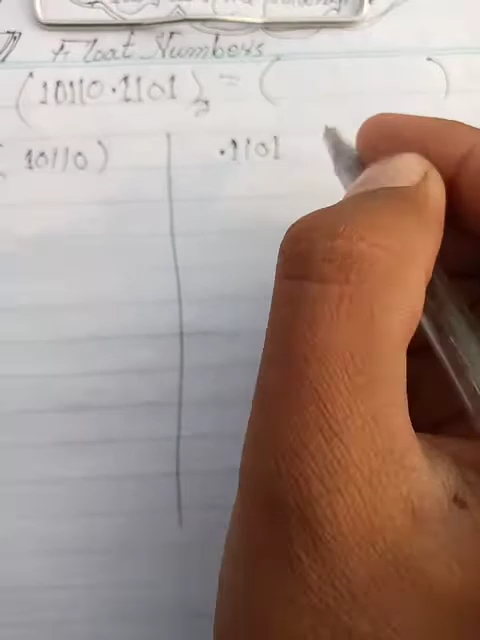 Float Numbers
(10110.1101)₂ = ( )
(10110) .1101